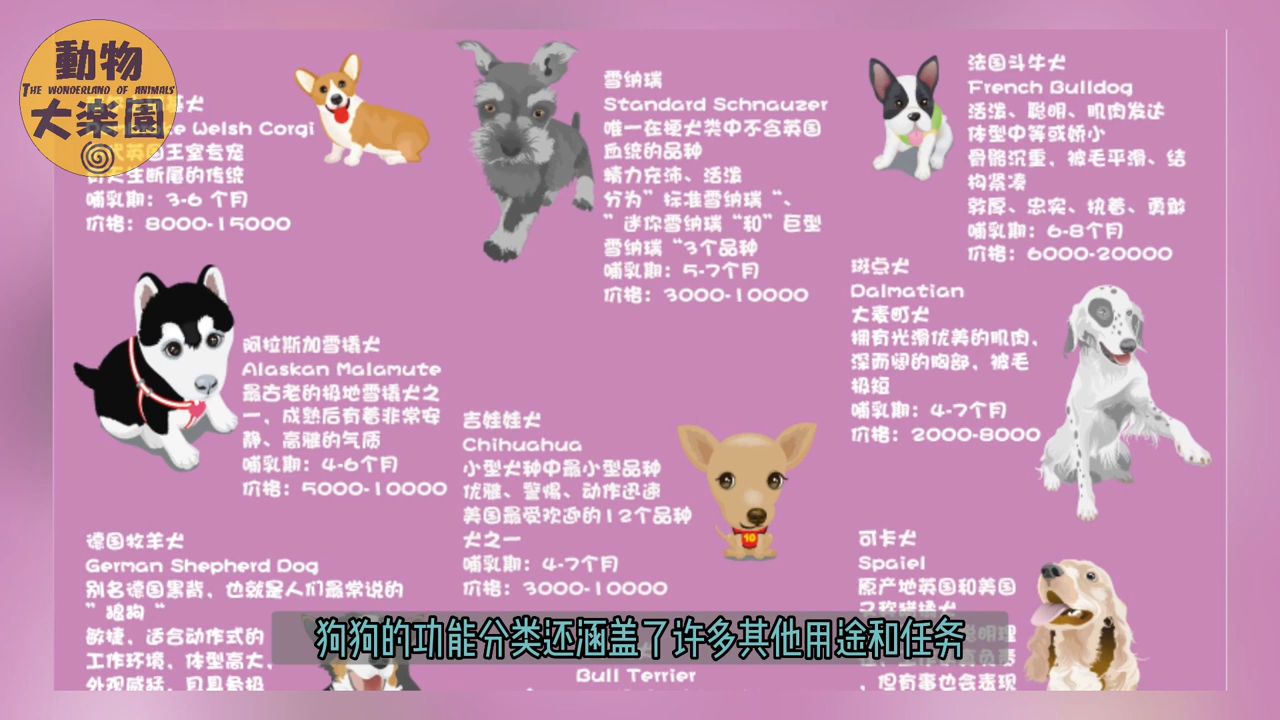 動物
THE WONDERLAND OF ANIMALS
大楽園
犬
Welsh Corgi
英国王室专宠
天生断尾的传统
哺乳期：3-6 个月
价格：8000-15000
雪纳瑞
Standard Schnauzer
唯一在梗犬类中不含英国
血统的品种
精力充沛、活泼
分为”标准雪纳瑞“、
”迷你雪纳瑞“和”巨型
雪纳瑞“3个品种
哺乳期：5-7个月
价格：3000-10000
法国斗牛犬
French Bulldog
活泼、聪明、肌肉发达
体型中等或娇小
骨骼沉重、被毛平滑、结
构紧凑
敦厚、忠实、执着、勇敢
哺乳期：6-8个月
价格：6000-20000
阿拉斯加雪橇犬
Alaskan Malamute
最古老的极地雪橇犬之
一，成熟后有着非常安
静、高雅的气质
哺乳期：4-6个月
价格：5000-10000
吉娃娃犬
Chihuahua
小型犬种中最小型品种
优雅、警惕、动作迅速
美国最受欢迎的12个品种
犬之一
哺乳期：4-7个月
价格：3000-10000
10
斑点犬
Dalmatian
大麦町犬
拥有光滑优美的肌肉，
深而阔的胸部，被毛
极短
哺乳期：4-7个月
价格：2000-8000
德国牧羊犬
German Shepherd Dog
别名德国黑背，也就是人们最常说的
”狼狗“
敏捷、适合动作式的
工作环境，体型高大，
外观威猛，且具备极
可卡犬
Spaiel
原产地英国和美国
又称猎鹬犬
，但有事也会表现
Bull Terrier
狗狗的功能分类还涵盖了许多其他用途和任务